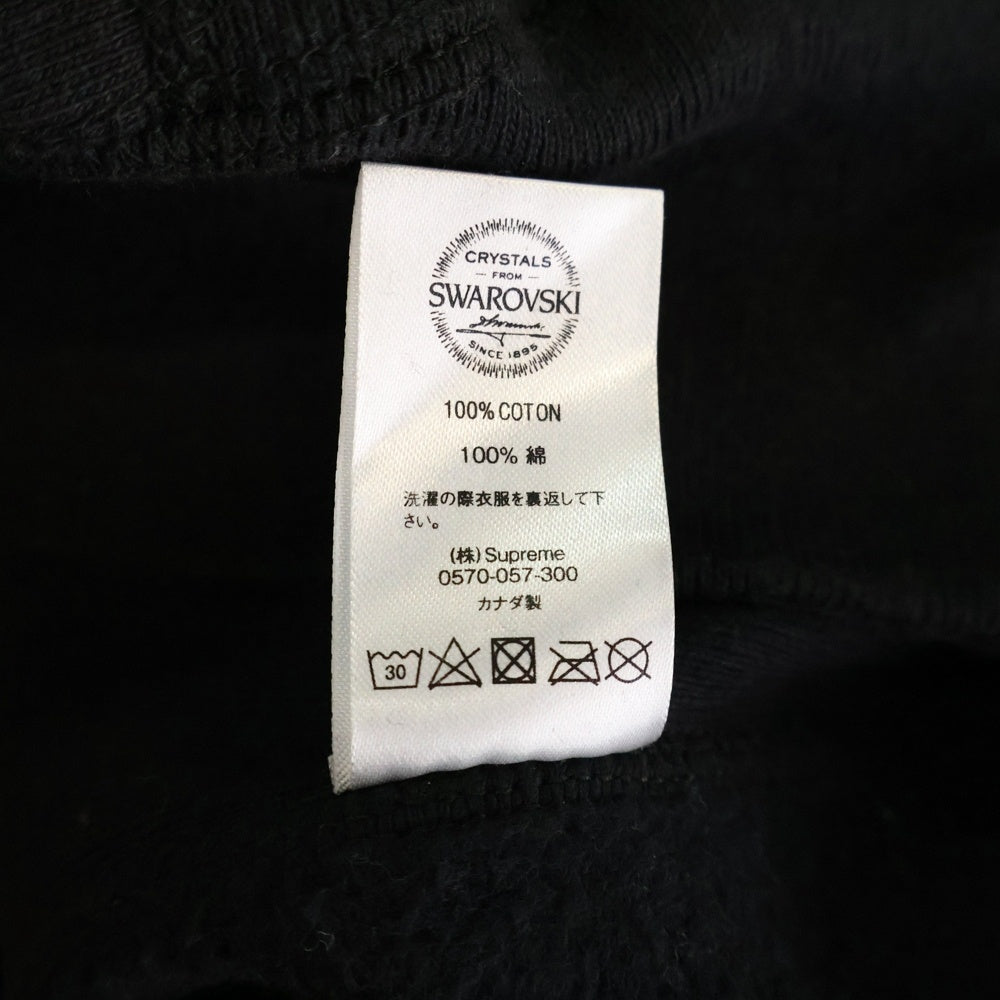 CRYSTALS
FROM
SWAROVSKI
SINCE 1895
100% COTON
100% 綿
洗濯の際衣服を裏返して下
さい。
(株)Supreme
0570-057-300
カナダ製
30